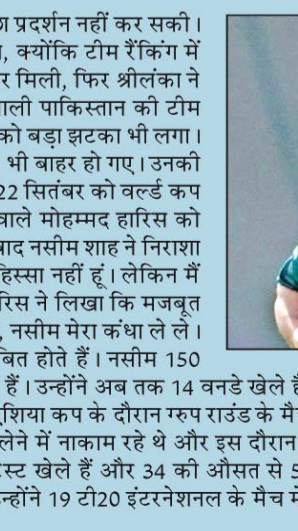 प्रदर्शन नहीं कर सकी।
क्योंकि टीम रैंकिंग में
मिली, फिर श्रीलंका ने
पाकिस्तान की टीम
को बड़ा झटका भी लगा।
भी बाहर हो गए। उनकी
22 सितंबर को वर्ल्ड कप
वाले मोहम्मद हारिस को
बाद नसीम शाह ने निराशा
हिस्सा नहीं हूं। लेकिन मैं
ने लिखा कि मजबूत
, नसीम मेरा कंधा ले ले।
होते हैं। नसीम 150
हैं। उन्होंने अब तक 14 वनडे खेले हैं
एशिया कप के दौरान ग्रुप राउंड के
लेने में नाकाम रहे थे और इस दौरान
टेस्ट खेले हैं और 34 की औसत से 5
उन्होंने 19 टी20 इंटरनेशनल के मैच में